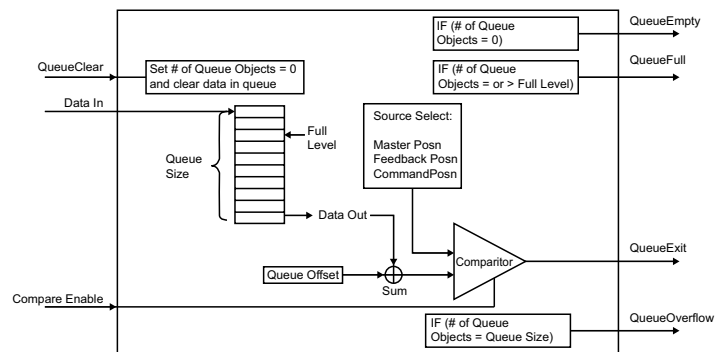 QueueEmpty
IF (# of Queue
Objects = 0)
QueueFull
QueueClear
Set # of Queue Objects = 0
and clear data in queue
IF (# of Queue
Objects = or > Full Level)
Data In
Source Select:
Full
Level
Master Posn
Feedback Posn
CommandPosn
Queue
Size
Data Out
QueueExit
Comparitor
Queue Offset
Sum
Compare Enable
QueueOverflow
IF (# of Queue
Objects = Queue Size)